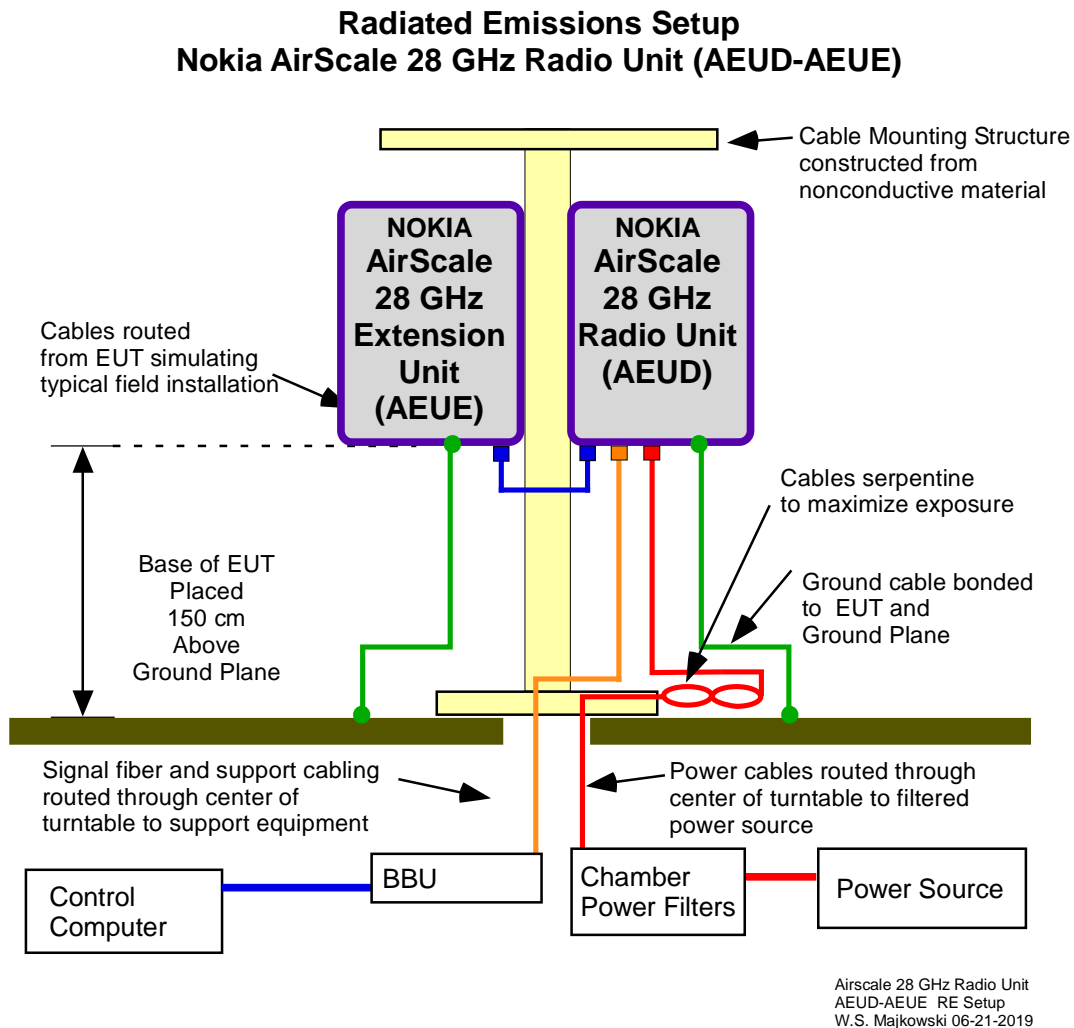 Radiated Emissions Setup
Nokia AirScale 28 GHz Radio Unit (AEUD-AEUE)
Cable Mounting Structure
constructed from
nonconductive material
NOKIA
AirScale
28 GHz
Extension
Unit
(AEUE)
NOKIA
AirScale
28 GHz
Radio Unit
(AEUD)
Cables routed
from EUT simulating
typical field installation
Cables serpentine
to maximize exposure
Base of EUT
Placed
150 cm
Above
Ground Plane
Ground cable bonded
to EUT and
Ground Plane
Signal fiber and support cabling
routed through center of
turntable to support equipment
Power cables routed through
center of turntable to filtered
power source
Control
Computer
BBU
Chamber
Power Filters
Power Source
Airscale 28 GHz Radio Unit
AEUD-AEUE RE Setup
W.S. Majkowski 06-21-2019